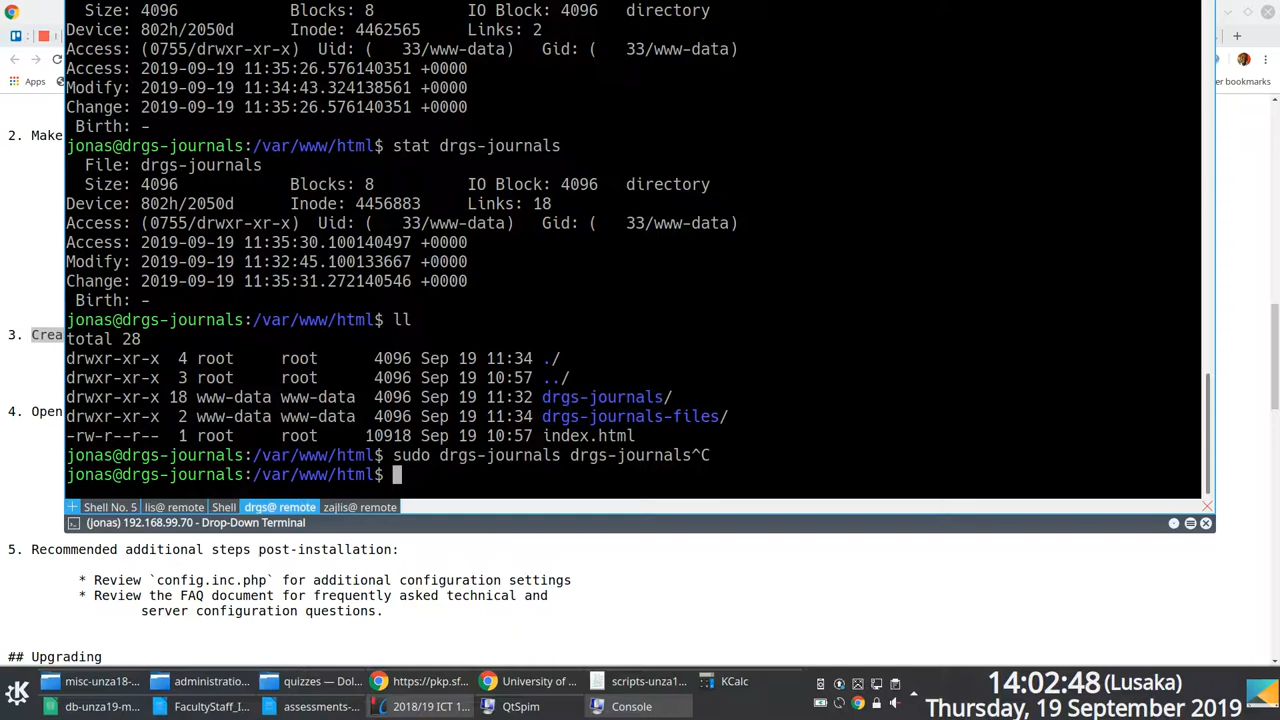 Size: 4096 Blocks: 8 IO Block: 4096 directory
Device: 802h/2050d Inode: 4462565 Links: 2
Access: (0755/drwxr-xr-x) Uid: ( 33/www-data) Gid: ( 33/www-data)
Access: 2019-09-19 11:35:26.576140351 +0000
Apps
er bookmarks
Modify: 2019-09-19 11:34:43.324138561 +0000
Change: 2019-09-19 11:35:26.576140351 +0000
Birth: -
2. Make
jonas@drgs-journals:/var/www/html$ stat drgs-journals
File: drgs-journals
Size: 4096 Blocks: 8 IO Block: 4096 directory
Device: 802h/2050d Inode: 4456883 Links: 18
Access: (0755/drwxr-xr-x) Uid: ( 33/www-data) Gid: ( 33/www-data)
Access: 2019-09-19 11:35:30.100140497 +0000
Modify: 2019-09-19 11:32:45.100133667 +0000
Change: 2019-09-19 11:35:31.272140546 +0000
Birth: -
jonas@drgs-journals:/var/www/html$ ll
3. Crea
total 28
drwxr-xr-x 4 root root 4096 Sep 19 11:34 ./
drwxr-xr-x 3 root root 4096 Sep 19 10:57 ../
drwxr-xr-x 18 www-data www-data 4096 Sep 19 11:32 drgs-journals/
4. Open
drwxr-xr-x 2 www-data www-data 4096 Sep 19 11:34 drgs-journals-files/
-rw-r--r-- 1 root root 10918 Sep 19 10:57 index.html
jonas@drgs-journals:/var/www/html$ sudo drgs-journals drgs-journals^C
jonas@drgs-journals:/var/www/html$
Shell No. 5 lis@ remote Shell drgs@ remote zajlis@ remote
(jonas) 192.168.99.70 - Drop-Down Terminal
5. Recommended additional steps post-installation:
* Review `config.inc.php` for additional configuration settings
* Review the FAQ document for frequently asked technical and
server configuration questions.
## Upgrading
misc-unza18-... administratio... quizzes — Dol... https://pkp.sf... University of ... scripts-unza1... KCalc
db-unza19-m... FacultyStaff_I... assessments-... 2018/19 ICT 1... QtSpim Console
14:02:48 (Lusaka)
Thursday, 19 September 2019